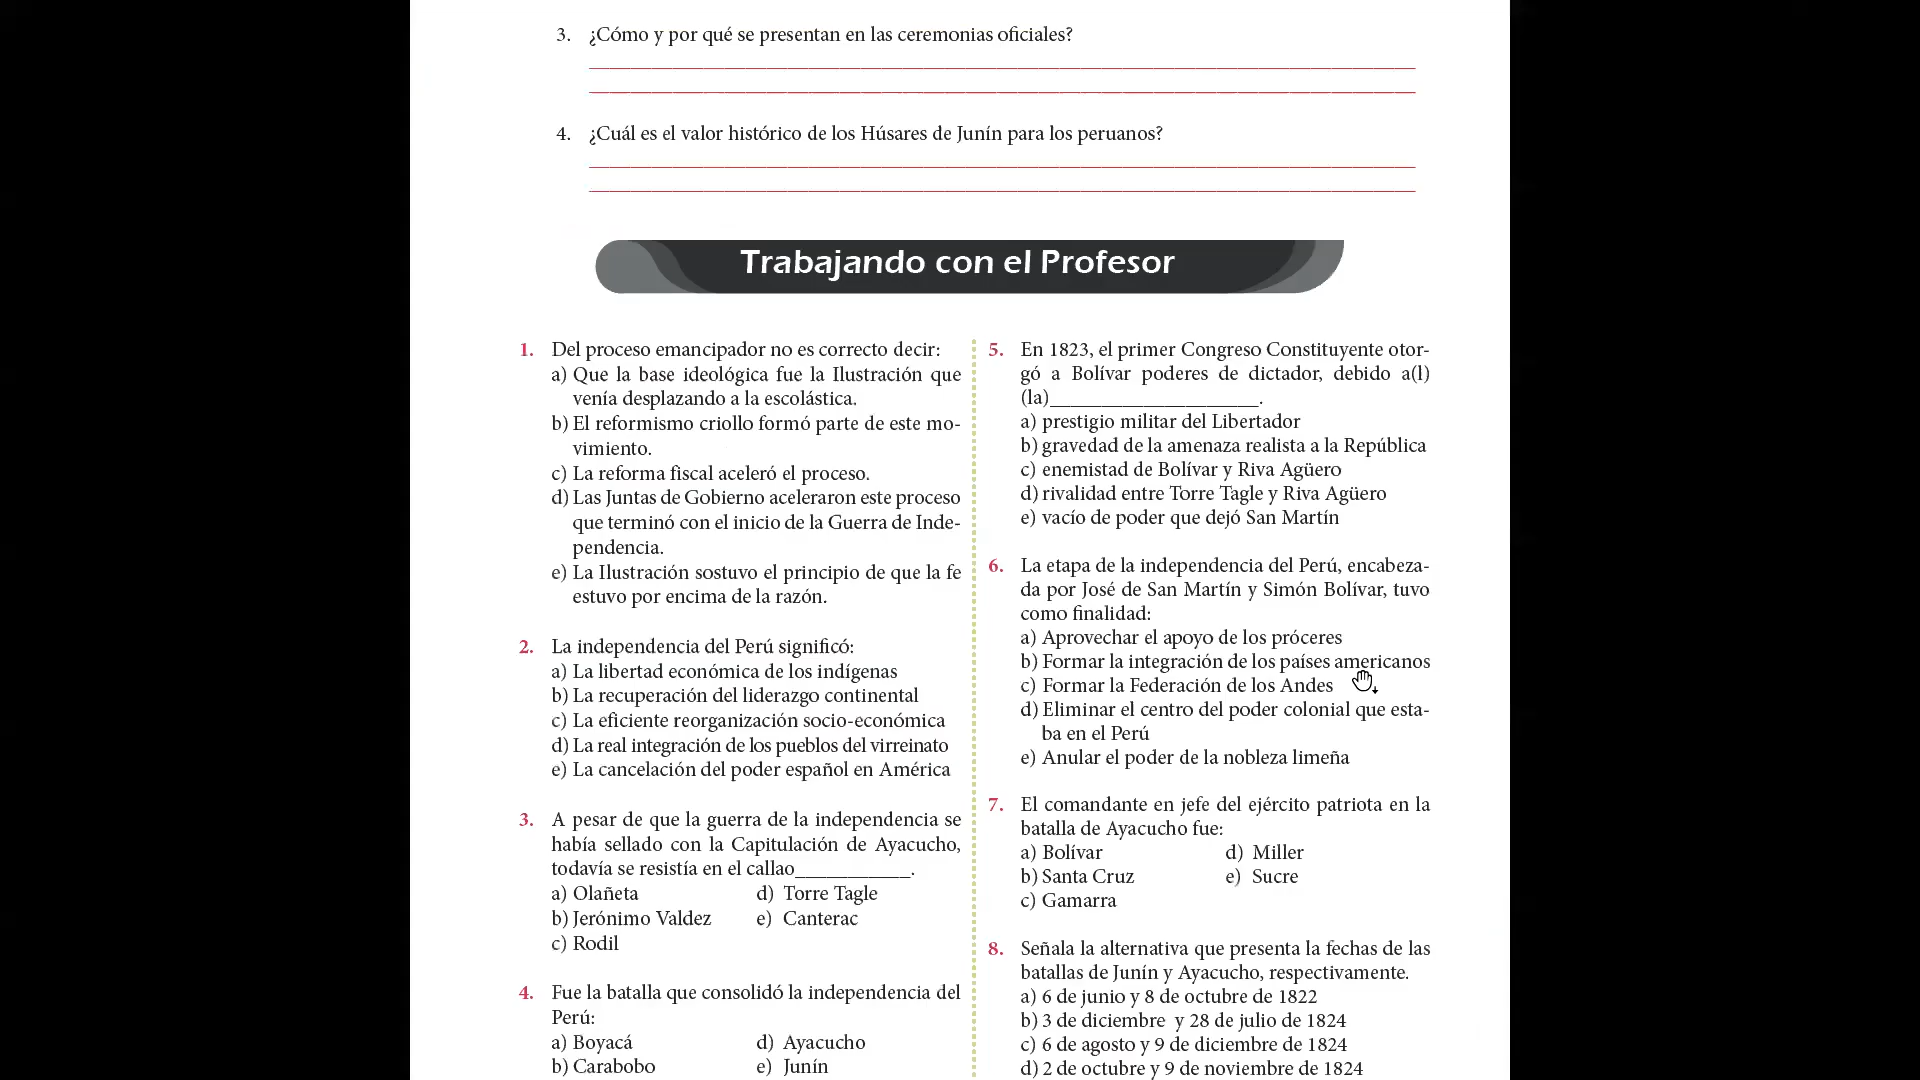 3. ¿Cómo y por qué se presentan en las ceremonias oficiales?
4. ¿Cuál es el valor histórico de los Húsares de Junín para los peruanos?
Trabajando con el Profesor
1. Del proceso emancipador no es correcto decir:
a) Que la base ideológica fue la Ilustración que
venía desplazando a la escolástica.
b) El reformismo criollo formó parte de este mo-
vimiento.
c) La reforma fiscal aceleró el proceso.
d) Las Juntas de Gobierno aceleraron este proceso
que terminó con el inicio de la Guerra de Inde-
pendencia.
e) La Ilustración sostuvo el principio de que la fe
estuvo por encima de la razón.
2. La independencia del Perú significó:
a) La libertad económica de los indígenas
b) La recuperación del liderazgo continental
c) La eficiente reorganización socio-económica
d) La real integración de los pueblos del virreinato
e) La cancelación del poder español en América
3. A pesar de que la guerra de la independencia se
había sellado con la Capitulación de Ayacucho,
todavía se resistía en el callao___________.
a) Olañeta d) Torre Tagle
b) Jerónimo Valdez e) Canterac
c) Rodil
4. Fue la batalla que consolidó la independencia del
Perú:
a) Boyacá d) Ayacucho
b) Carabobo e) Junín
5. En 1823, el primer Congreso Constituyente otor-
gó a Bolívar poderes de dictador, debido a(l)
(la)____________________.
a) prestigio militar del Libertador
b) gravedad de la amenaza realista a la República
c) enemistad de Bolívar y Riva Agüero
d) rivalidad entre Torre Tagle y Riva Agüero
e) vacío de poder que dejó San Martín
6. La etapa de la independencia del Perú, encabeza-
da por José de San Martín y Simón Bolívar, tuvo
como finalidad:
a) Aprovechar el apoyo de los próceres
b) Formar la integración de los países americanos
c) Formar la Federación de los Andes
d) Eliminar el centro del poder colonial que esta-
ba en el Perú
e) Anular el poder de la nobleza limeña
7. El comandante en jefe del ejército patriota en la
batalla de Ayacucho fue:
a) Bolívar d) Miller
b) Santa Cruz e) Sucre
c) Gamarra
8. Señala la alternativa que presenta la fechas de las
batallas de Junín y Ayacucho, respectivamente.
a) 6 de junio y 8 de octubre de 1822
b) 3 de diciembre y 28 de julio de 1824
c) 6 de agosto y 9 de diciembre de 1824
d) 2 de octubre y 9 de noviembre de 1824